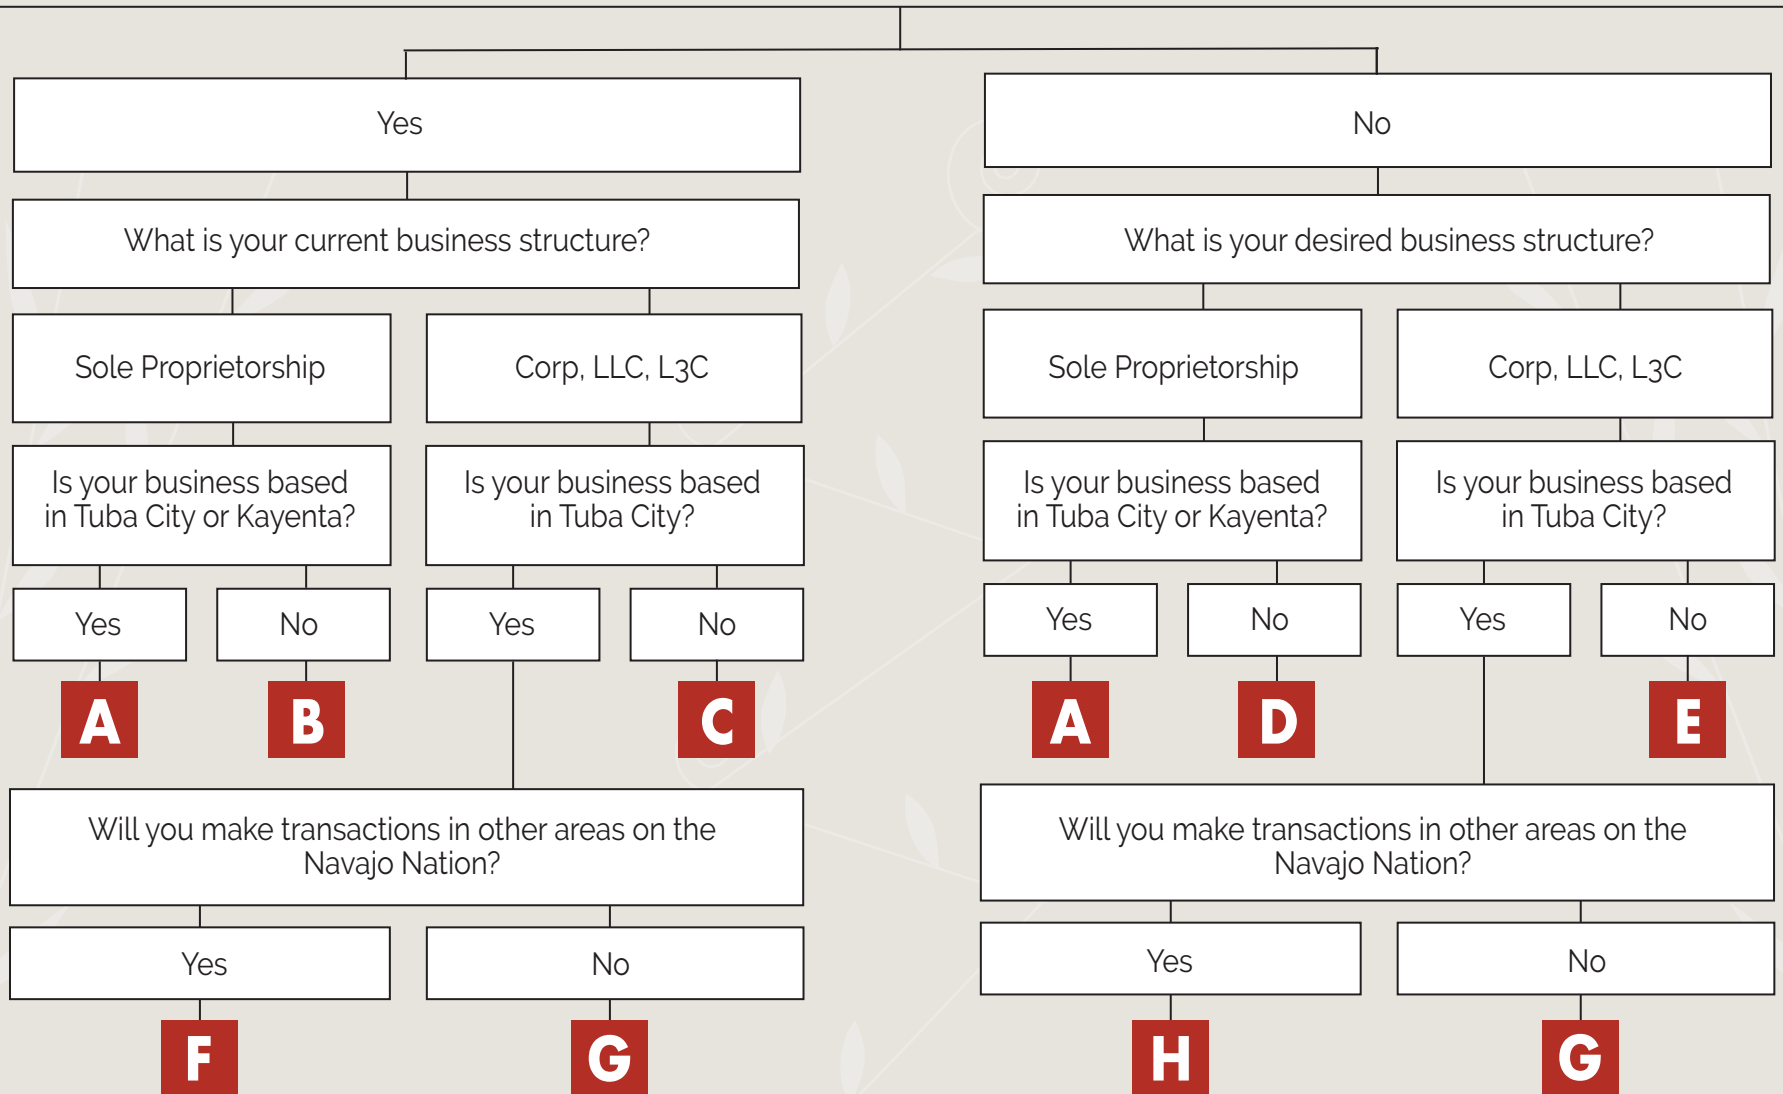 Yes
No
What is your current business structure?
What is your desired business structure?
Sole Proprietorship
Corp, LLC, L3C
Sole Proprietorship
Corp, LLC, L3C
Is your business based
in Tuba City or Kayenta?
Is your business based
in Tuba City?
Is your business based
in Tuba City or Kayenta?
Is your business based
in Tuba City?
Yes
No
Yes
No
Yes
No
Yes
No
A
B
C
A
D
E
Will you make transactions in other areas on the
Navajo Nation?
Will you make transactions in other areas on the
Navajo Nation?
Yes
No
Yes
No
F
G
H
G